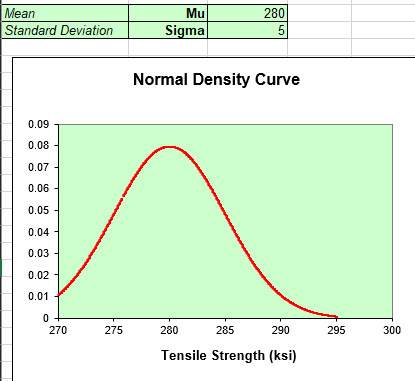 Mean Mu 280
Standard Deviation Sigma 5
Normal Density Curve
0.09
0.08
0.07
0.06
0.05
0.04
0.03
0.02
0.01
0
270 275 280 285 290 295 300
Tensile Strength (ksi)